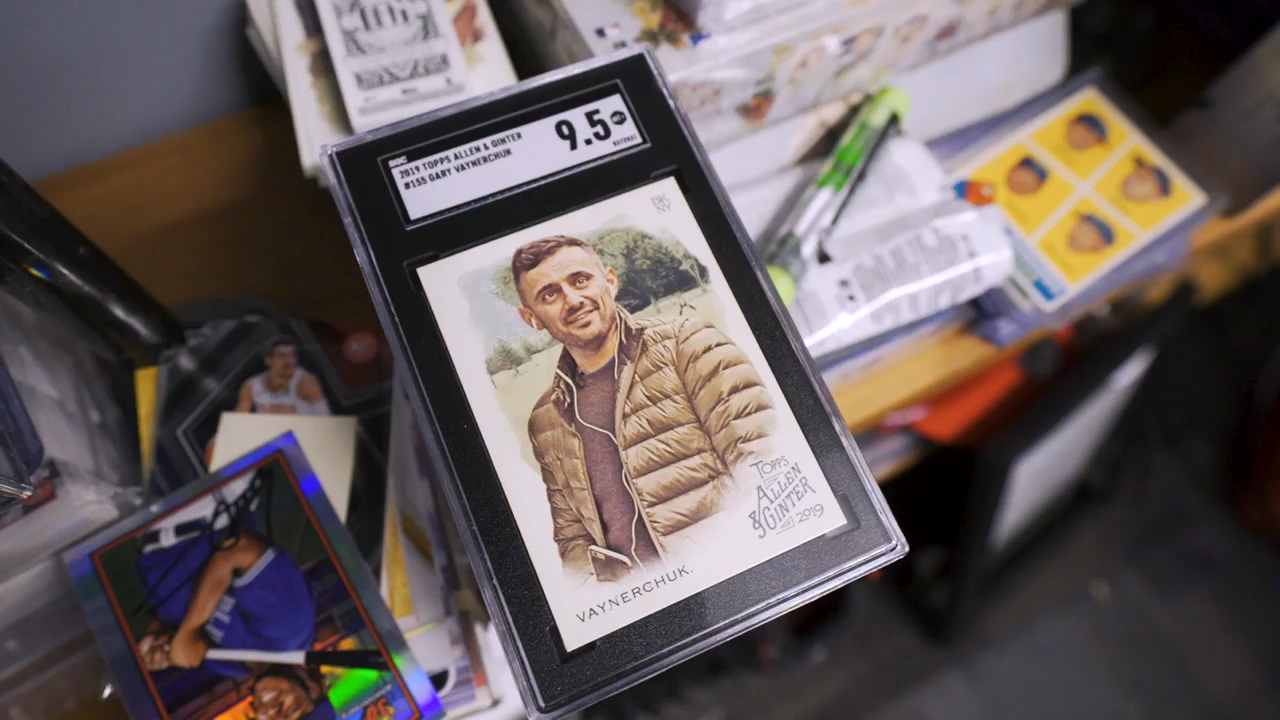 SGC
2019 TOPPS ALLEN & GINTER
#155 GARY VAYNERCHUK
9.5
TOPPS
ALLEN
& GINTER
2019
VAYNERCHUK.